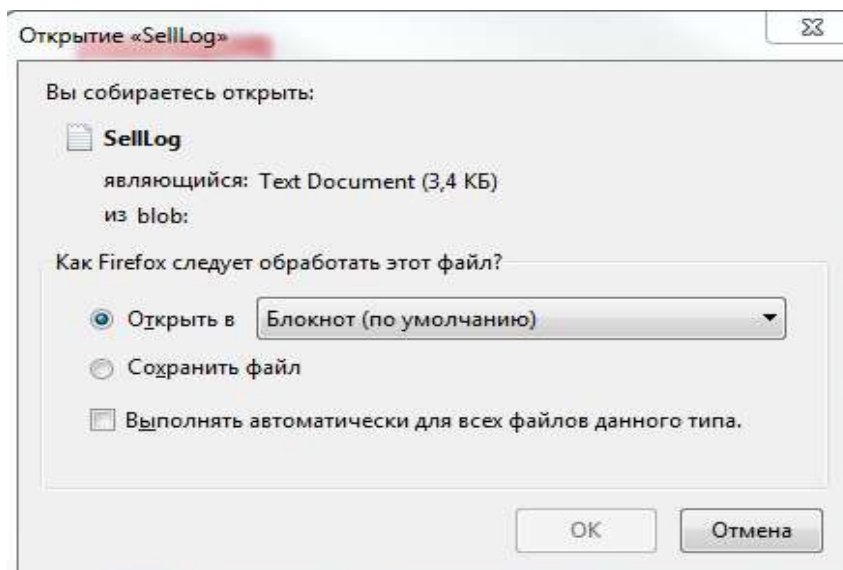 Открытие «SellLog»
Вы собираетесь открыть:
SellLog
являющийся: Text Document (3,4 КБ)
из blob:
Как Firefox следует обработать этот файл?
Открыть в Блокнот (по умолчанию)
Сохранить файл
Выполнять автоматически для всех файлов данного типа.
ОК Отмена